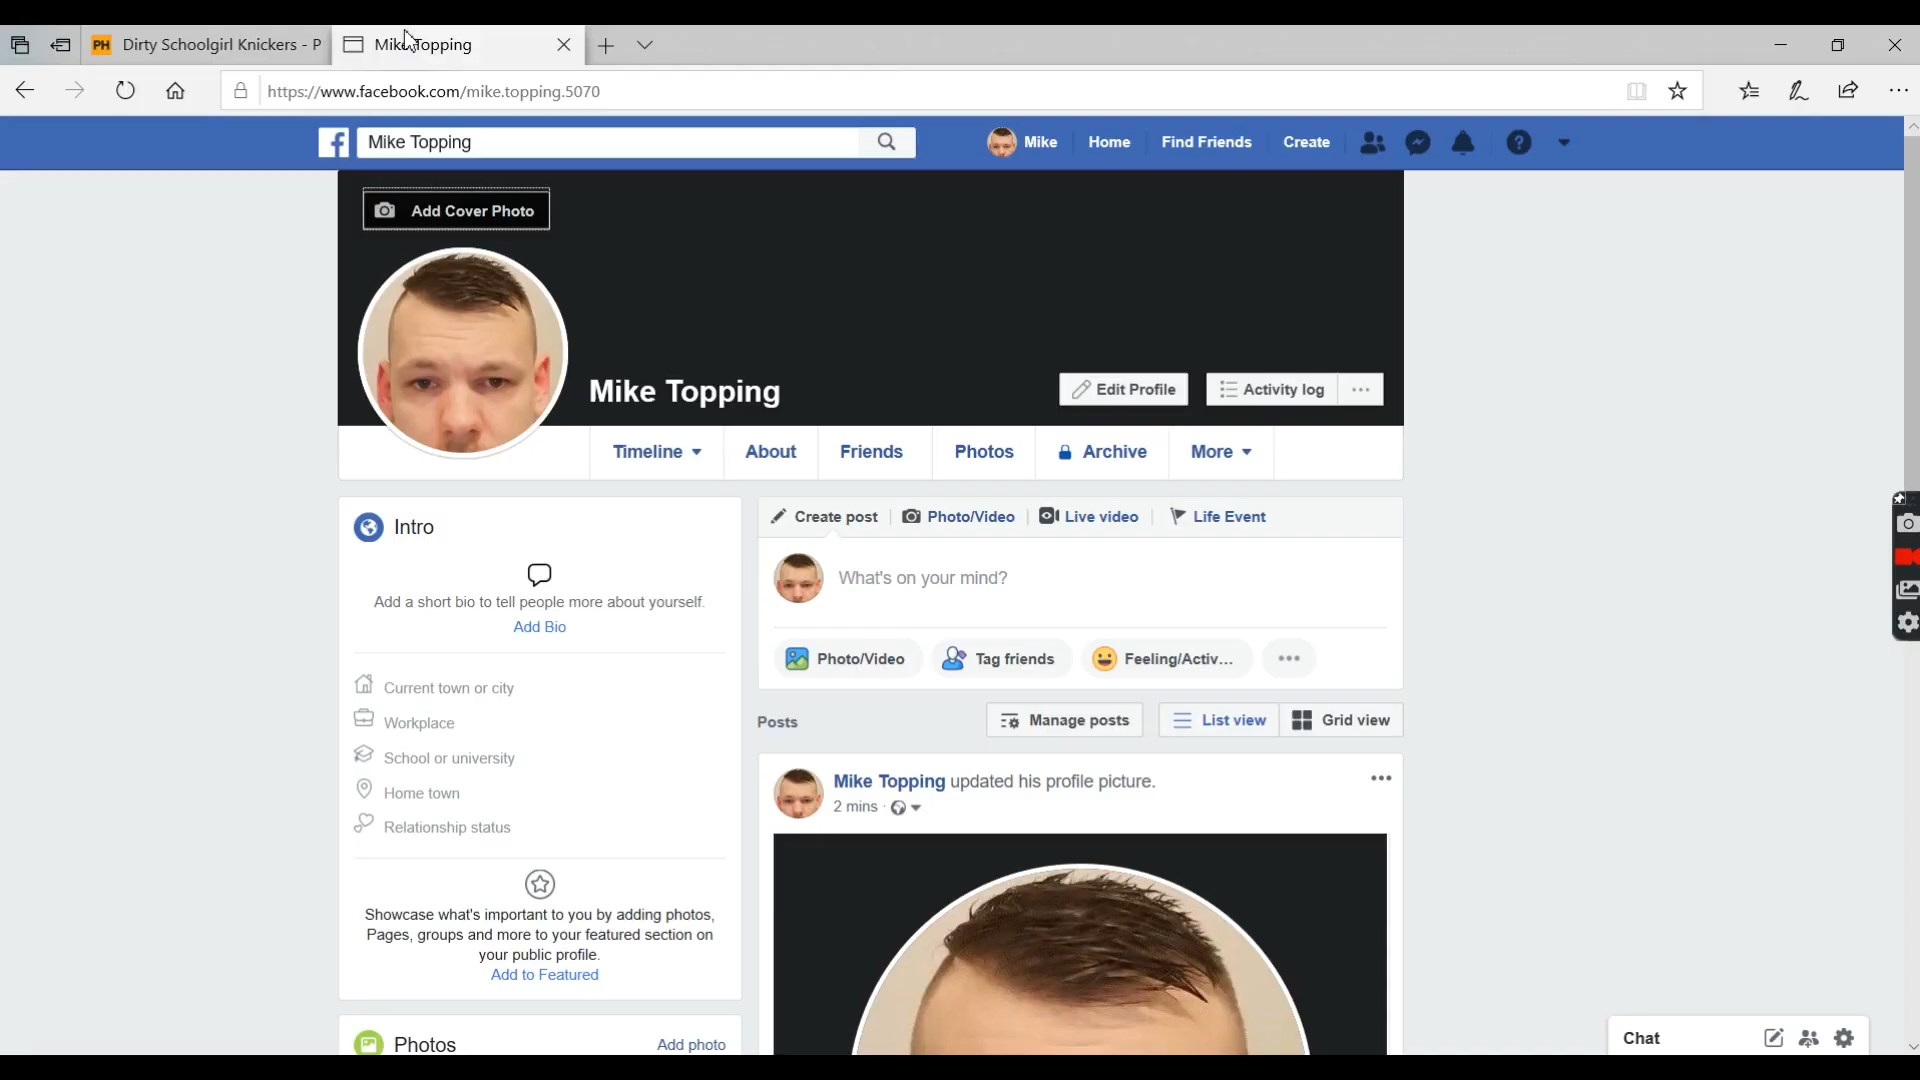 PH Dirty Schoolgirl Knickers - P
Mike Topping
https://www.facebook.com/mike.topping.5070
Mike Topping
Mike
Home
Find Friends
Create
Add Cover Photo
Mike Topping
Edit Profile
Activity log
Timeline
About
Friends
Photos
Archive
More
Intro
Add a short bio to tell people more about yourself.
Add Bio
Current town or city
Workplace
School or university
Home town
Relationship status
Showcase what's important to you by adding photos,
Pages, groups and more to your featured section on
your public profile.
Add to Featured
Photos
Add photo
Create post
Photo/Video
Live video
Life Event
What's on your mind?
Photo/Video
Tag friends
Feeling/Activ...
Posts
Manage posts
List view
Grid view
Mike Topping updated his profile picture.
2 mins ·
Chat